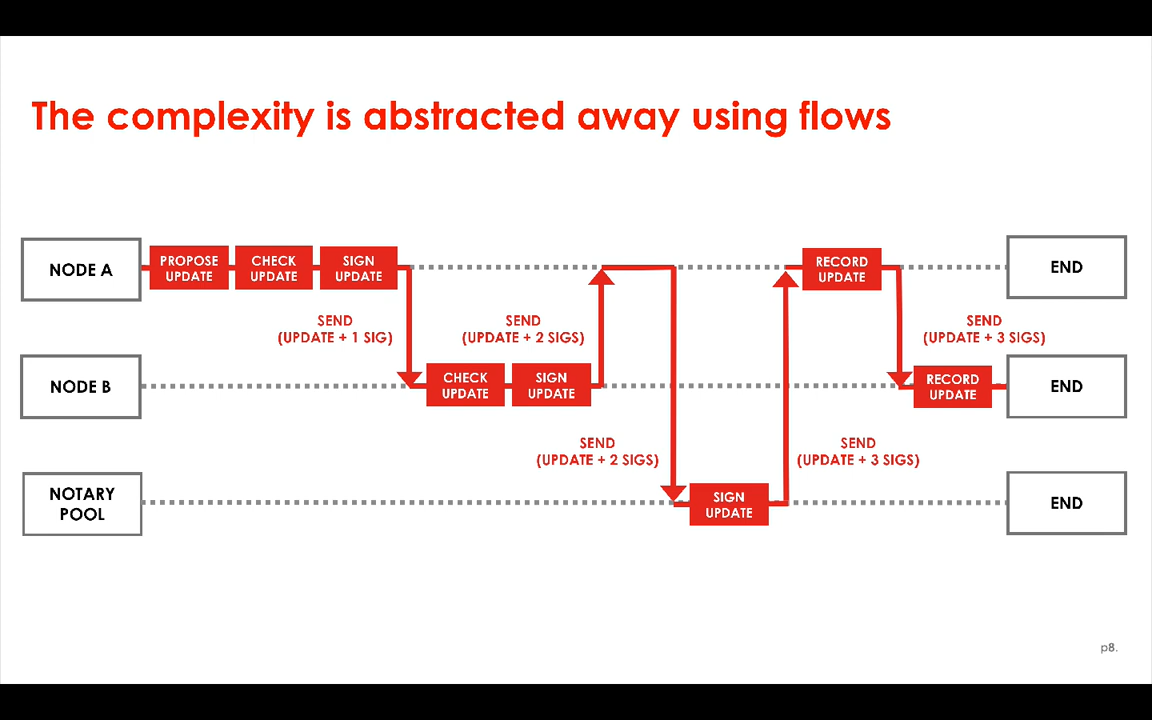 The complexity is abstracted away using flows
NODE A
PROPOSE
UPDATE
CHECK
UPDATE
SIGN
UPDATE
RECORD
UPDATE
END
SEND
(UPDATE + 1 SIG)
SEND
(UPDATE + 2 SIGS)
SEND
(UPDATE + 3 SIGS)
NODE B
CHECK
UPDATE
SIGN
UPDATE
RECORD
UPDATE
END
SEND
(UPDATE + 2 SIGS)
SEND
(UPDATE + 3 SIGS)
NOTARY
POOL
SIGN
UPDATE
END
p8.